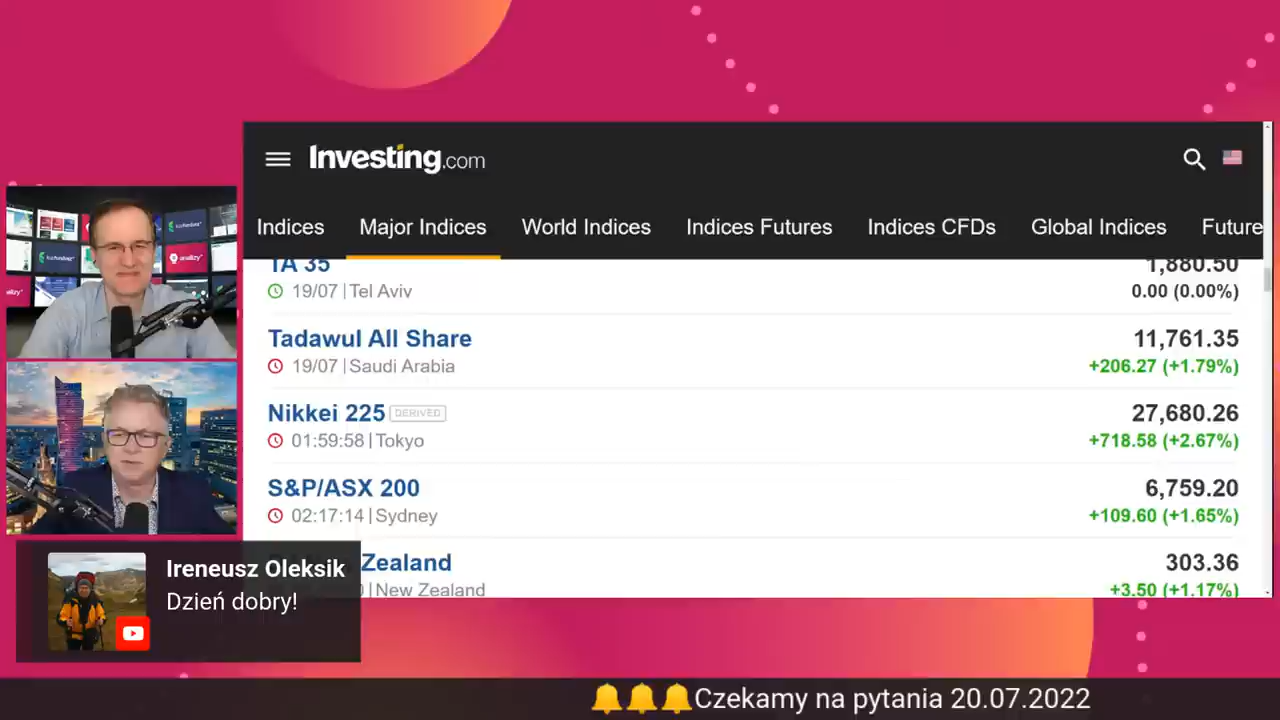 Investing.com
Indices Major Indices World Indices Indices Futures Indices CFDs Global Indices Future
TA 35 1,880.50
19/07 | Tel Aviv 0.00 (0.00%)
Tadawul All Share 11,761.35
19/07 | Saudi Arabia +206.27 (+1.79%)
Nikkei 225 DERIVED 27,680.26
01:59:58 | Tokyo +718.58 (+2.67%)
S&P/ASX 200 6,759.20
02:17:14 | Sydney +109.60 (+1.65%)
Zealand 303.36
| New Zealand +3.50 (+1.17%)
Ireneusz Oleksik
Dzień dobry!
🔔🔔🔔Czekamy na pytania 20.07.2022